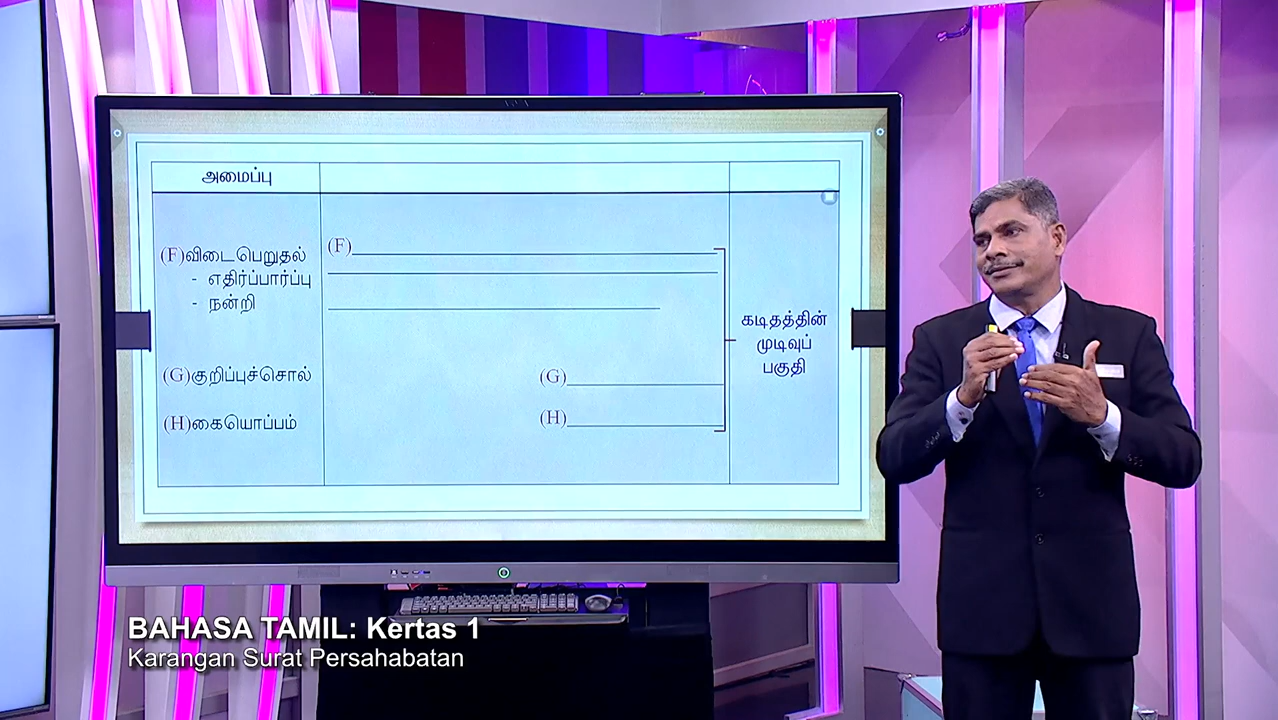 அமைப்பு
(F)விடைபெறுதல்
- எதிர்ப்பார்ப்பு
- நன்றி
(F)
(G)குறிப்புச்சொல்
(G)
(H)கையொப்பம்
(H)
கடிதத்தின்
முடிவுப்
பகுதி
BAHASA TAMIL: Kertas 1
Karangan Surat Persahabatan